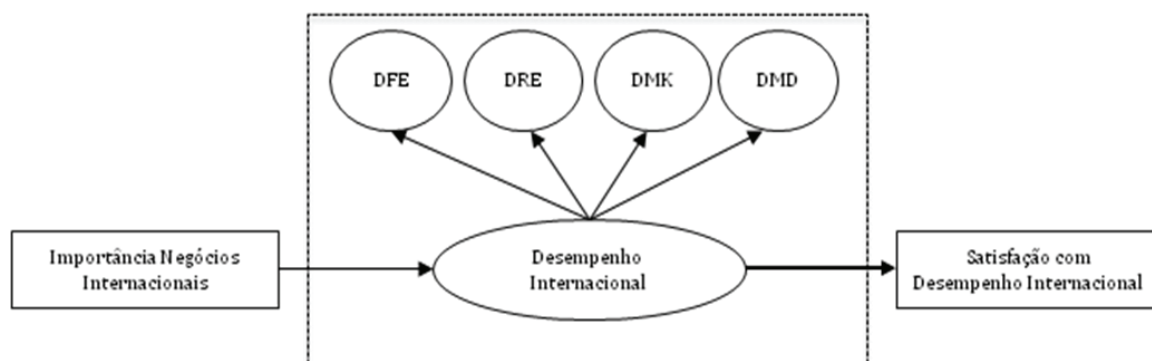 DFE
DRE
DMK
DMD
Importância Negócios
Internacionais
Desempenho
Internacional
Satisfação com
Desempenho Internacional